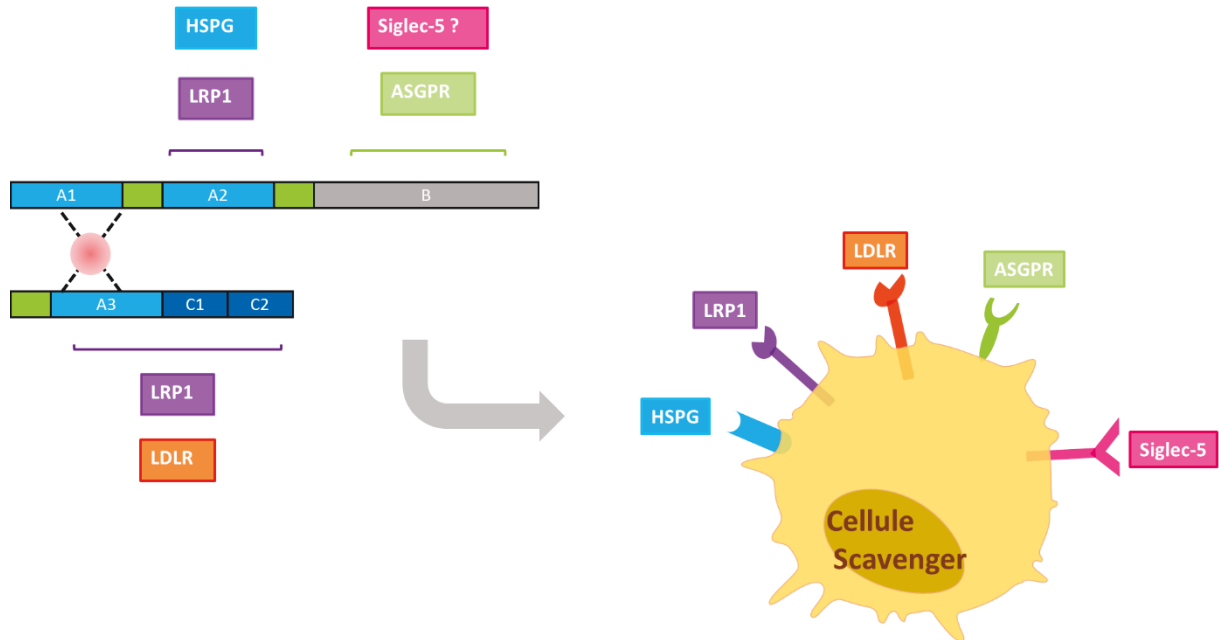 HSPG
Siglec-5 ?
LRP1
ASGPR
A1
A2
B
A3
C1
C2
LRP1
LDLR
LDLR
ASGPR
LRP1
HSPG
Siglec-5
Cellule
Scavenger